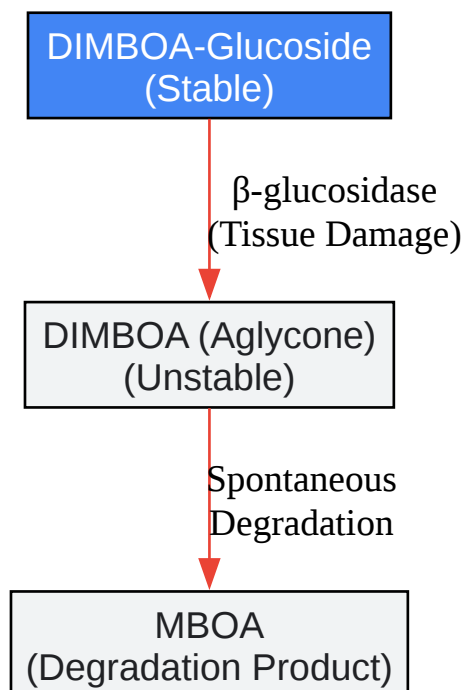 DIMBOA-Glucoside
(Stable)
β-glucosidase
(Tissue Damage)
DIMBOA (Aglycone)
(Unstable)
Spontaneous
Degradation
MBOA
(Degradation Product)